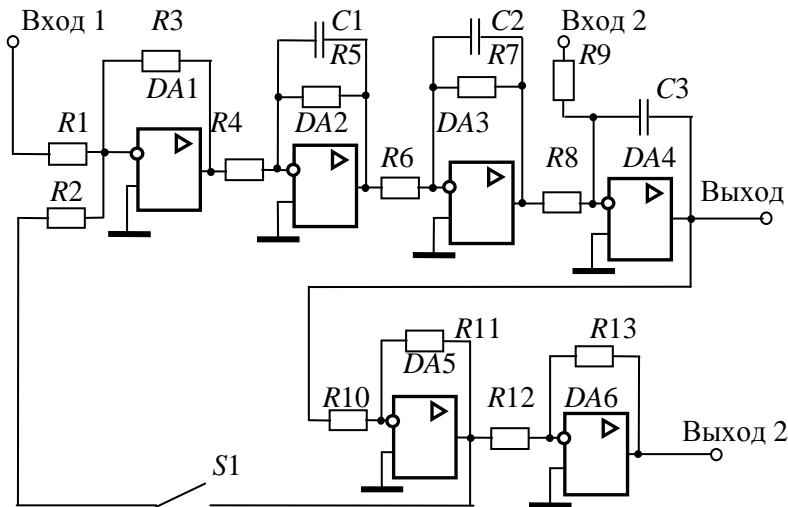 Вход 1
R3
C1
C2
Вход 2
R5
R7
R9
DA1
C3
R1
R4
DA2
DA3
R6
R8
DA4
R2
Выход
R11
R13
DA5
R10
R12
DA6
Выход 2
S1